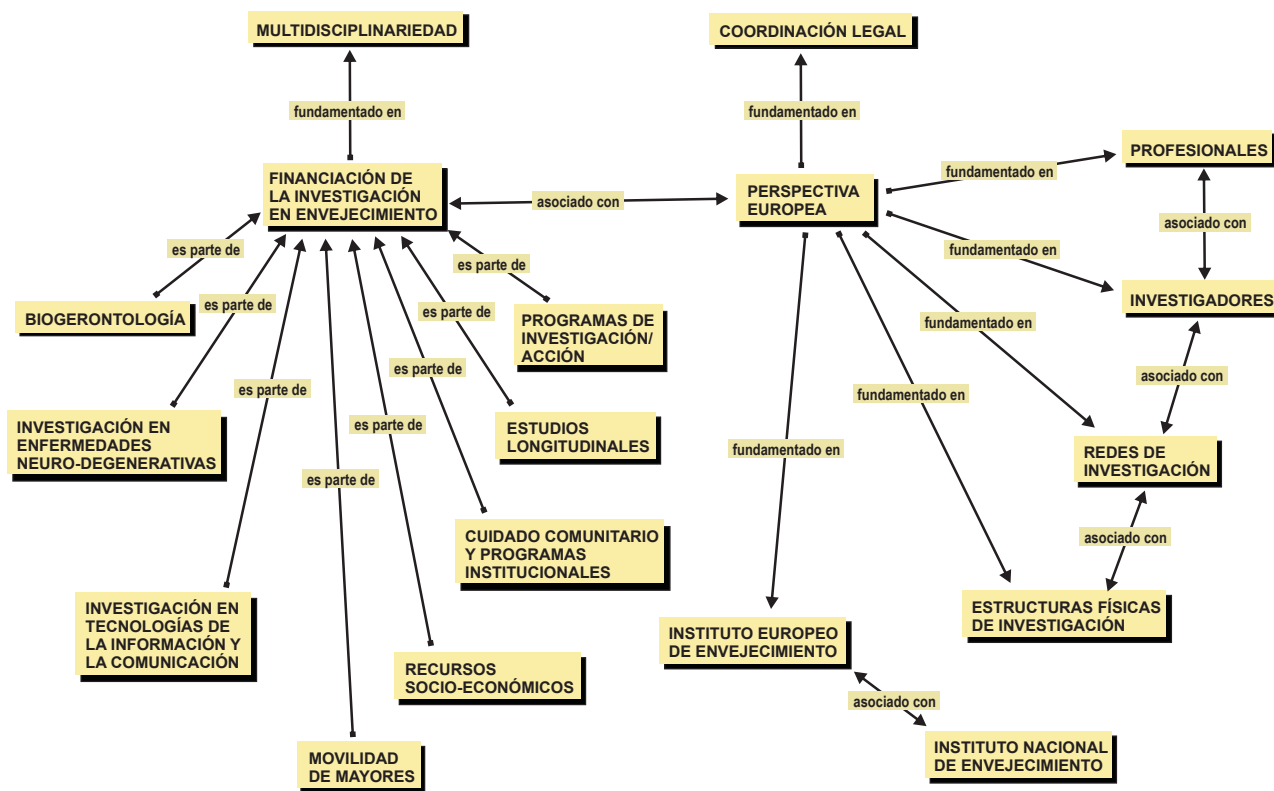 MULTIDISCIPLINARIEDAD
COORDINACIÓN LEGAL
fundamentado en
fundamentado en
PROFESIONALES
FINANCIACIÓN DE
LA INVESTIGACIÓN
EN ENVEJECIMIENTO
asociado con
PERSPECTIVA
EUROPEA
fundamentado en
asociado con
es parte de
es parte de
fundamentado en
BIOGERONTOLOGÍA
es parte de
es parte de
PROGRAMAS DE
INVESTIGACIÓN/
ACCIÓN
fundamentado en
INVESTIGADORES
es parte de
es parte de
asociado con
fundamentado en
INVESTIGACIÓN EN
ENFERMEDADES
NEURO-DEGENERATIVAS
es parte de
ESTUDIOS
LONGITUDINALES
fundamentado en
REDES DE
INVESTIGACIÓN
es parte de
CUIDADO COMUNITARIO
Y PROGRAMAS
INSTITUCIONALES
asociado con
INVESTIGACIÓN EN
TECNOLOGÍAS DE
LA INFORMACIÓN Y
LA COMUNICACIÓN
ESTRUCTURAS FÍSICAS
DE INVESTIGACIÓN
INSTITUTO EUROPEO
DE ENVEJECIMIENTO
RECURSOS
SOCIO-ECONÓMICOS
asociado con
MOVILIDAD
DE MAYORES
INSTITUTO NACIONAL
DE ENVEJECIMIENTO